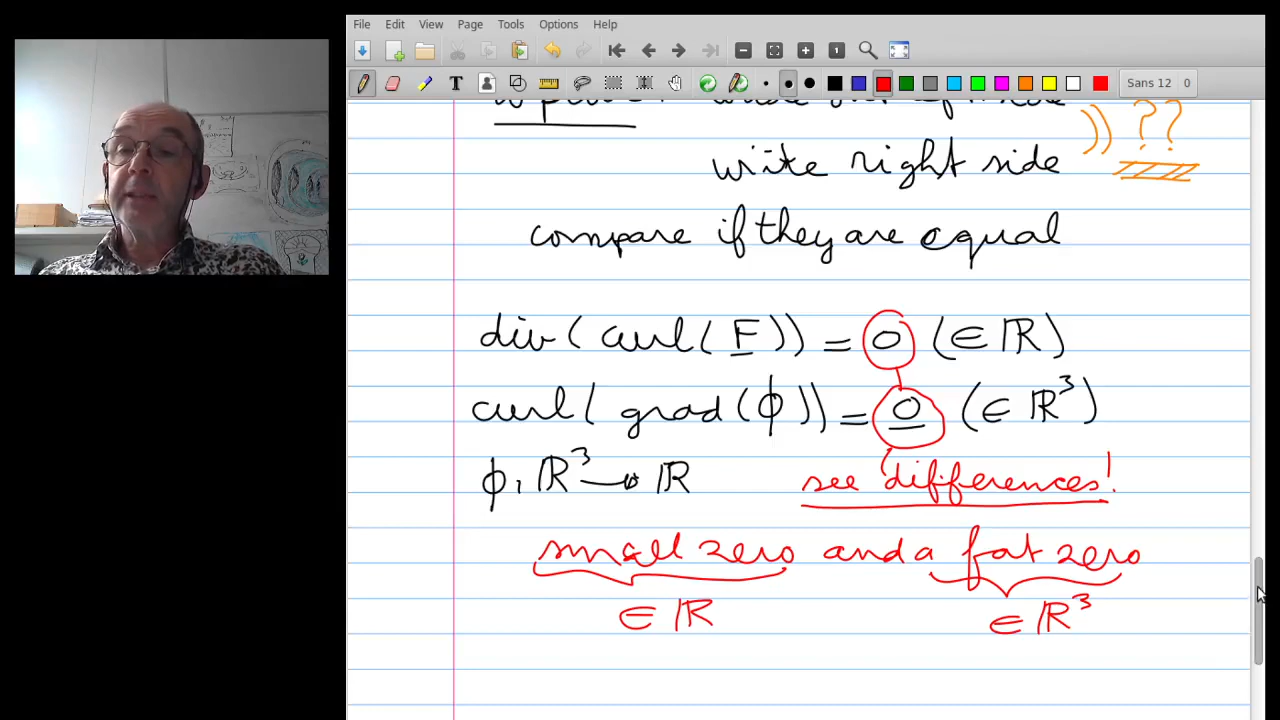 File Edit View Page Tools Options Help
Sans 12 0
??
write right side
compare if they are equal
div(curl(F)) = 0 (∈ ℝ)
curl(grad(ϕ)) = 0 (∈ ℝ³)
ϕ: ℝ³ → ℝ see differences!
small zero and a fat zero
∈ ℝ ∈ ℝ³